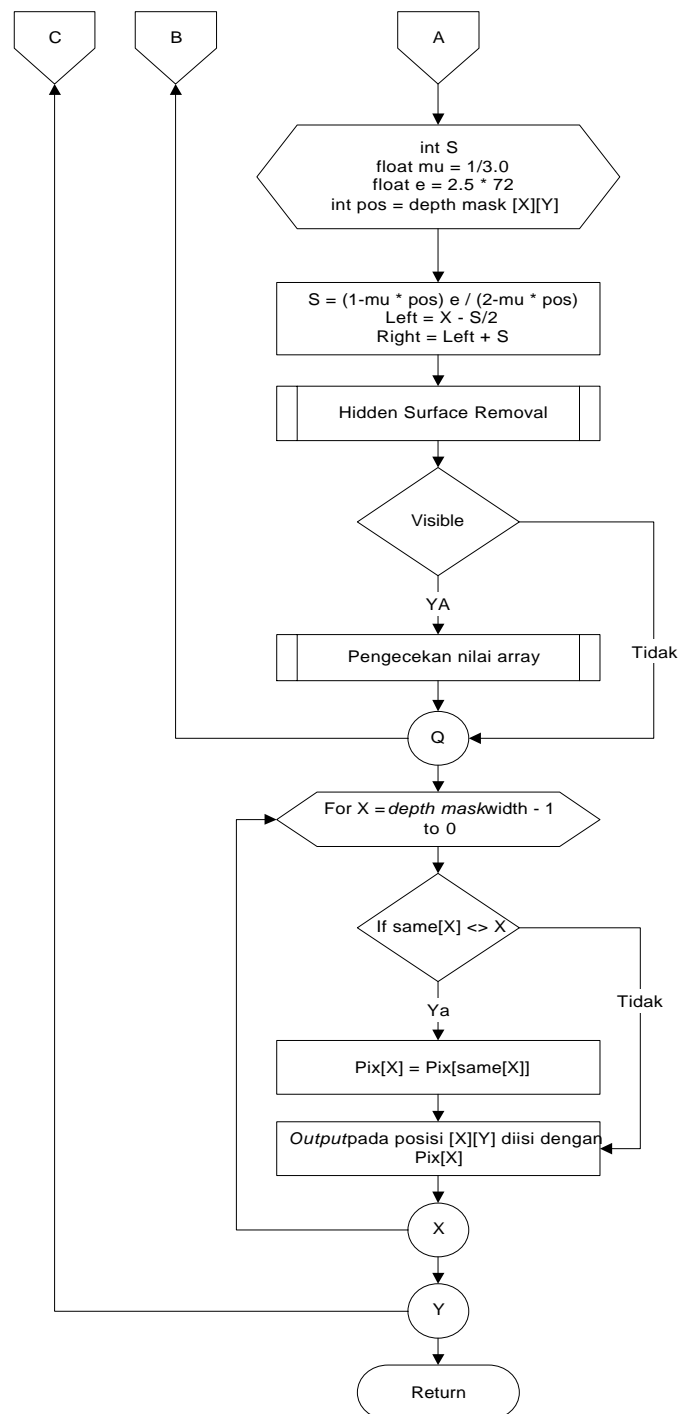 C
B
A
int S
float mu = 1/3.0
float e = 2.5 * 72
int pos = depth mask [X][Y]
S = (1-mu * pos) e / (2-mu * pos)
Left = X - S/2
Right = Left + S
Hidden Surface Removal
Visible
YA
Tidak
Pengecekan nilai array
Q
For X =depth maskwidth - 1
to 0
If same[X] <> X
Ya
Tidak
Pix[X] = Pix[same[X]]
Outputpada posisi [X][Y] diisi dengan
Pix[X]
X
Y
Return